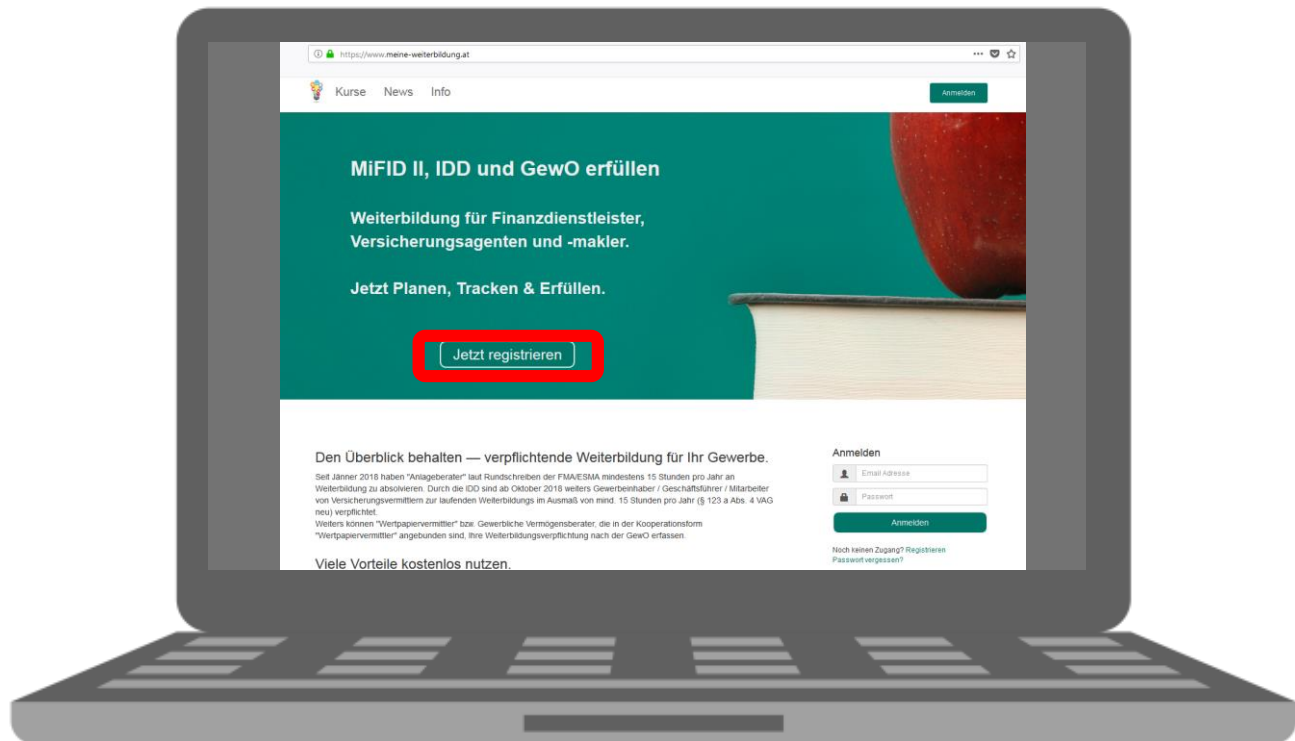 https://www.meine-weiterbildung.at
Kurse News Info
Anmelden
MiFID II, IDD und GewO erfüllen
Weiterbildung für Finanzdienstleister,
Versicherungsagenten und -makler.
Jetzt Planen, Tracken & Erfüllen.
Jetzt registrieren
Den Überblick behalten — verpflichtende Weiterbildung für Ihr Gewerbe.
Seit Jänner 2018 haben "Anlageberater" laut Rundschreiben der FMA/ESMA mindestens 15 Stunden pro Jahr an
Weiterbildung zu absolvieren. Durch die IDD sind ab Oktober 2018 weiters Gewerbeinhaber / Geschäftsführer / Mitarbeiter
von Versicherungsvermittlern zur laufenden Weiterbildungs im Ausmaß von mind. 15 Stunden pro Jahr (§ 123 a Abs. 4 VAG
neu) verpflichtet.
Weiters können "Wertpapiervermittler" bzw. Gewerbliche Vermögensberater, die in der Kooperationsform
"Wertpapiervermittler" angebunden sind, Ihre Weiterbildungsverpflichtung nach der GewO erfassen.
Viele Vorteile kostenlos nutzen.
Anmelden
Email Adresse
Passwort
Anmelden
Noch keinen Zugang? Registrieren
Passwort vergessen?